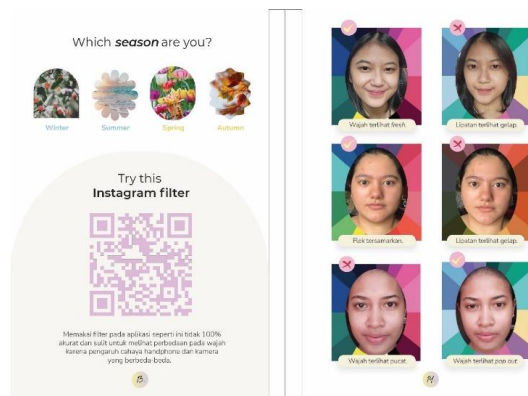 Which season are you?
Winter
Summer
Spring
Autumn
Try this
Instagram filter
Memakai filter pada aplikasi seperti ini tidak 100%
akurat dan sulit untuk melihat perbedaan pada wajah
karena pengaruh cahaya handphone dan kamera
yang berbeda-beda.
13
Wajah terlihat fresh.
Lipatan terlihat gelap.
Flek tersamarkan.
Lipatan terlihat gelap.
Wajah terlihat pucat.
Wajah terlihat pop out.
14